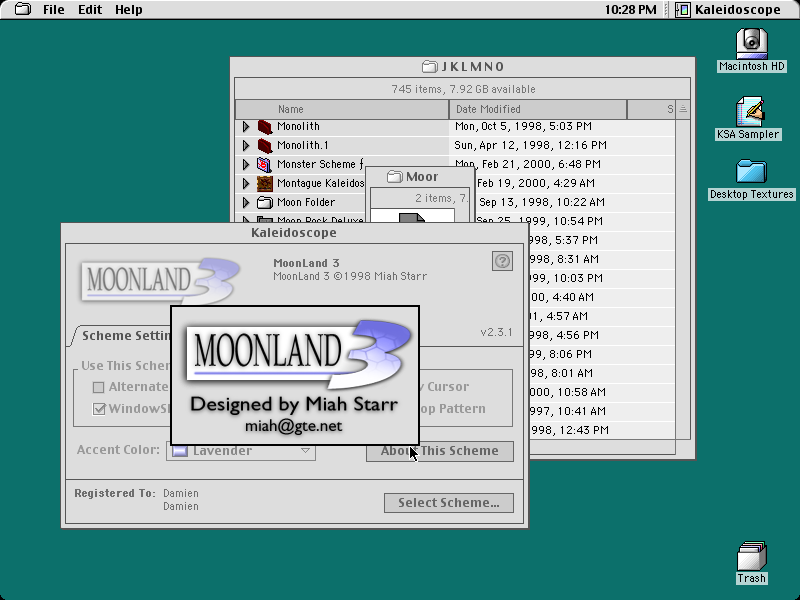 File Edit Help 10:28 PM Kaleidoscope
Macintosh HD
KSA Sampler
Desktop Textures
Trash
JKLMNO
745 items, 7.92 GB available
Name Date Modified S
Monolith Mon, Oct 5, 1998, 5:03 PM
Monolith.1 Sun, Apr 12, 1998, 12:16 PM
Monster Scheme ƒ Mon, Feb 21, 2000, 6:48 PM
Montague Kaleidos Feb 19, 2000, 4:29 AM
Moon Folder Sep 13, 1998, 10:22 AM
Moon Rock Deluxe Sep 25, 1999, 10:54 PM
998, 5:37 PM
998, 8:31 AM
999, 10:03 PM
00, 4:40 AM
01, 4:57 AM
998, 4:56 PM
999, 8:06 PM
998, 8:01 AM
000, 10:58 AM
997, 10:41 AM
998, 12:43 PM
Moor
2 items, 7.
Kaleidoscope
MOONLAND 3
MoonLand 3
MoonLand 3 ©1998 Miah Starr
?
Scheme Settin
v2.3.1
Use This Schem
Alternate
WindowSh
Cursor
op Pattern
Accent Color: Lavender
About This Scheme
Registered To: Damien
Damien
Select Scheme...
MOONLAND 3
Designed by Miah Starr
miah@gte.net